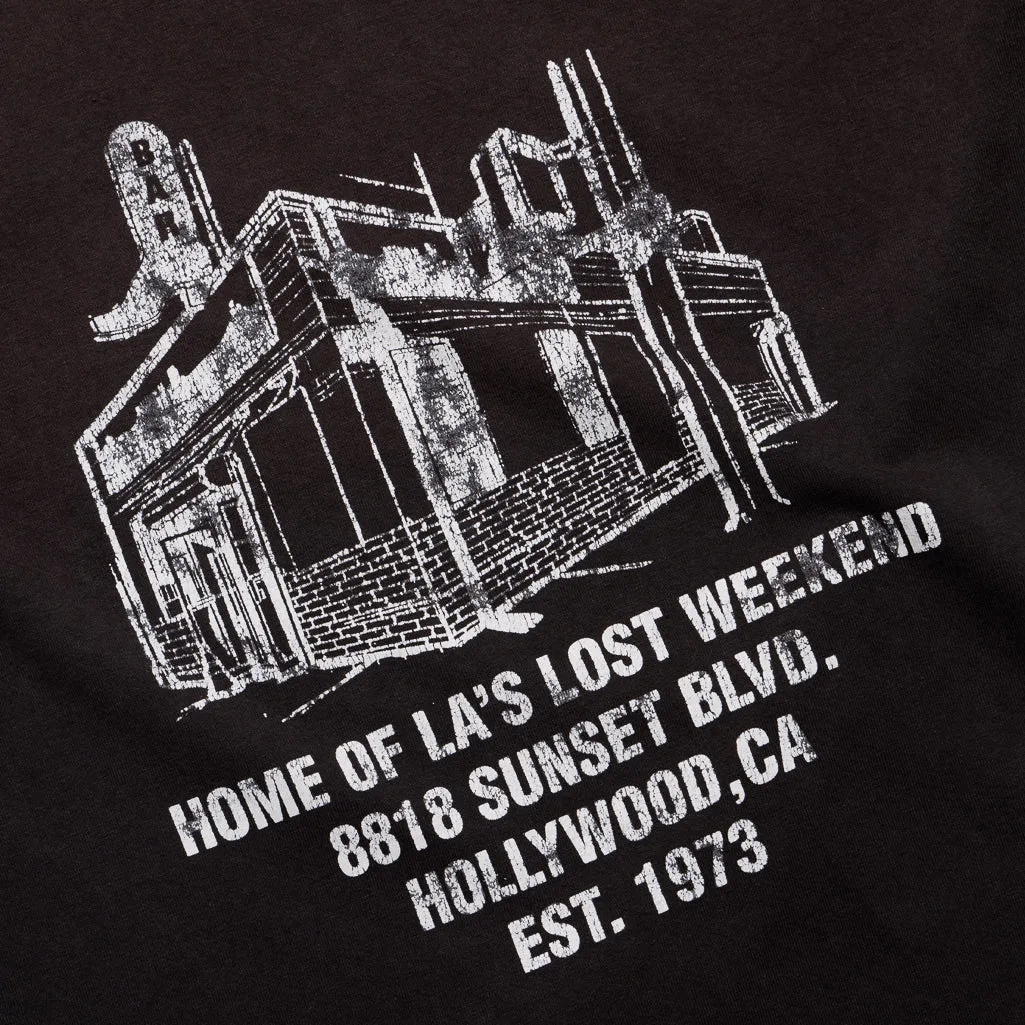 BAR
HOME OF LA'S LOST WEEKEND
8818 SUNSET BLVD.
HOLLYWOOD,CA
EST. 1973